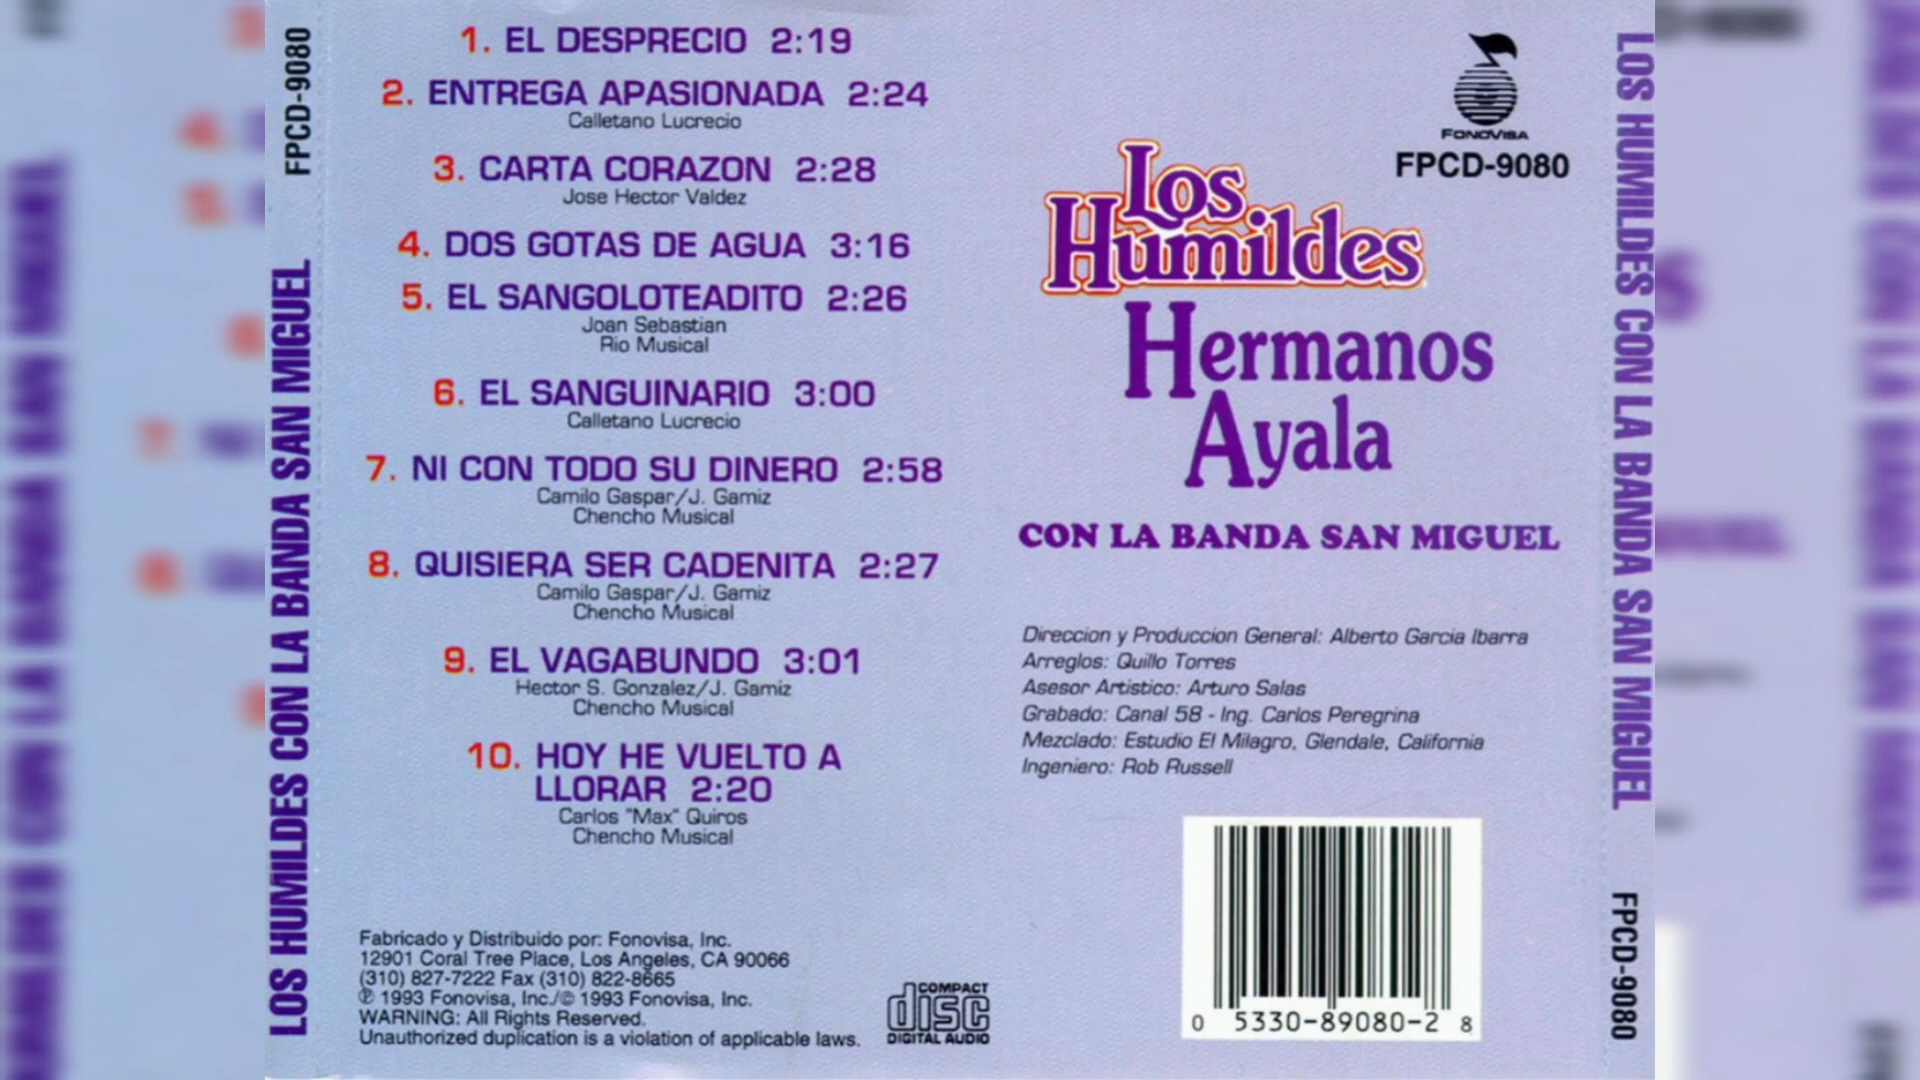 FPCD-9080
LOS HUMILDES CON LA BANDA SAN MIGUEL
1. EL DESPRECIO 2:19
2. ENTREGA APASIONADA 2:24
Calletano Lucrecio
3. CARTA CORAZON 2:28
Jose Hector Valdez
4. DOS GOTAS DE AGUA 3:16
5. EL SANGOLOTEADITO 2:26
Joan Sebastian
Rio Musical
6. EL SANGUINARIO 3:00
Calletano Lucrecio
7. NI CON TODO SU DINERO 2:58
Camilo Gaspar/J. Gamiz
Chencho Musical
8. QUISIERA SER CADENITA 2:27
Camilo Gaspar/J. Gamiz
Chencho Musical
9. EL VAGABUNDO 3:01
Hector S. Gonzalez/J. Gamiz
Chencho Musical
10. HOY HE VUELTO A
LLORAR 2:20
Carlos "Max" Quiros
Chencho Musical
Fabricado y Distribuido por: Fonovisa, Inc.
12901 Coral Tree Place, Los Angeles, CA 90066
(310) 827-7222 Fax (310) 822-8665
℗ 1993 Fonovisa, Inc./© 1993 Fonovisa, Inc.
WARNING: All Rights Reserved.
Unauthorized duplication is a violation of applicable laws.
COMPACT
disc
DIGITAL AUDIO
FONOVISA
FPCD-9080
Los
Humildes
Hermanos
Ayala
CON LA BANDA SAN MIGUEL
Direccion y Produccion General: Alberto Garcia Ibarra
Arreglos: Quillo Torres
Asesor Artistico: Arturo Salas
Grabado: Canal 58 - Ing. Carlos Peregrina
Mezclado: Estudio El Milagro, Glendale, California
Ingeniero: Rob Russell
0 5330-89080-2 8
LOS HUMILDES CON LA BANDA SAN MIGUEL
FPCD-9080